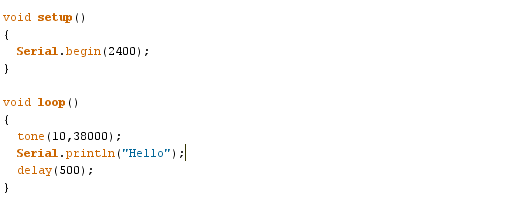 void setup()
{
  Serial.begin(2400);
}

void loop()
{
  tone(10,38000);
  Serial.println("Hello");
  delay(500);
}